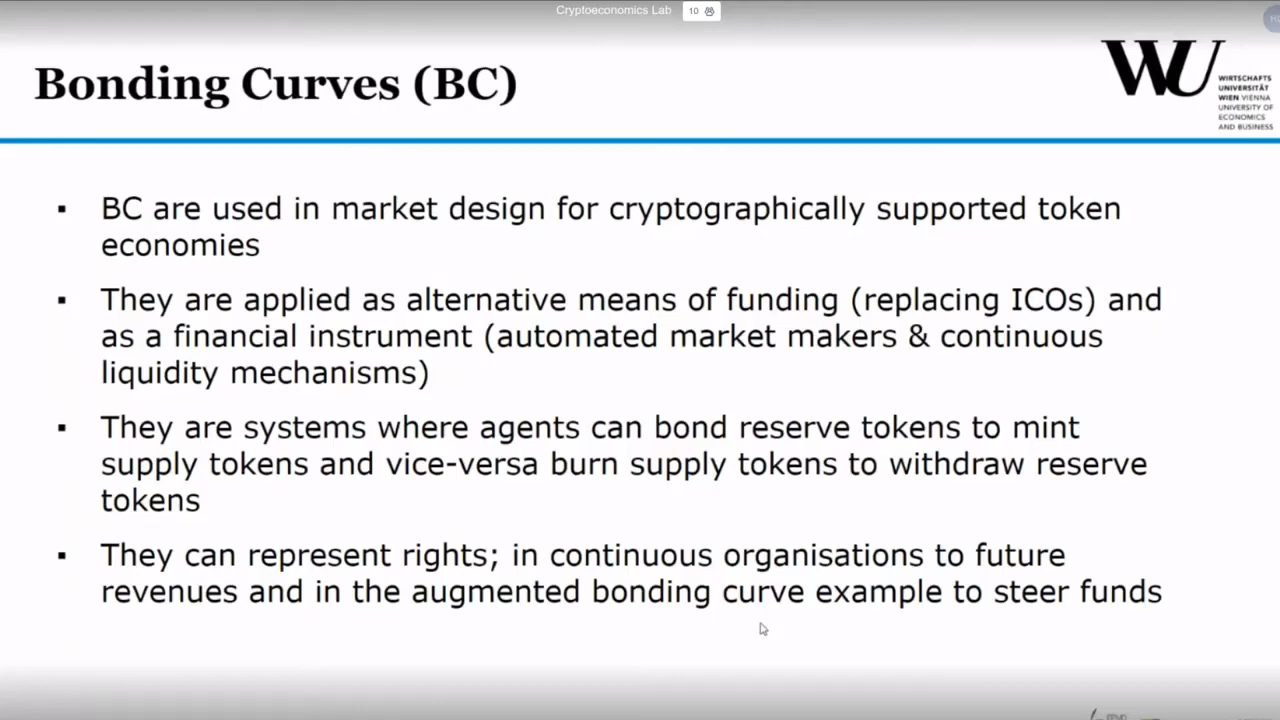 Cryptoeconomics Lab 10
Bonding Curves (BC)
WU
WIRTSCHAFTS
UNIVERSITÄT
WIEN VIENNA
UNIVERSITY OF
ECONOMICS
AND BUSINESS
▪ BC are used in market design for cryptographically supported token
economies
▪ They are applied as alternative means of funding (replacing ICOs) and
as a financial instrument (automated market makers & continuous
liquidity mechanisms)
▪ They are systems where agents can bond reserve tokens to mint
supply tokens and vice-versa burn supply tokens to withdraw reserve
tokens
▪ They can represent rights; in continuous organisations to future
revenues and in the augmented bonding curve example to steer funds